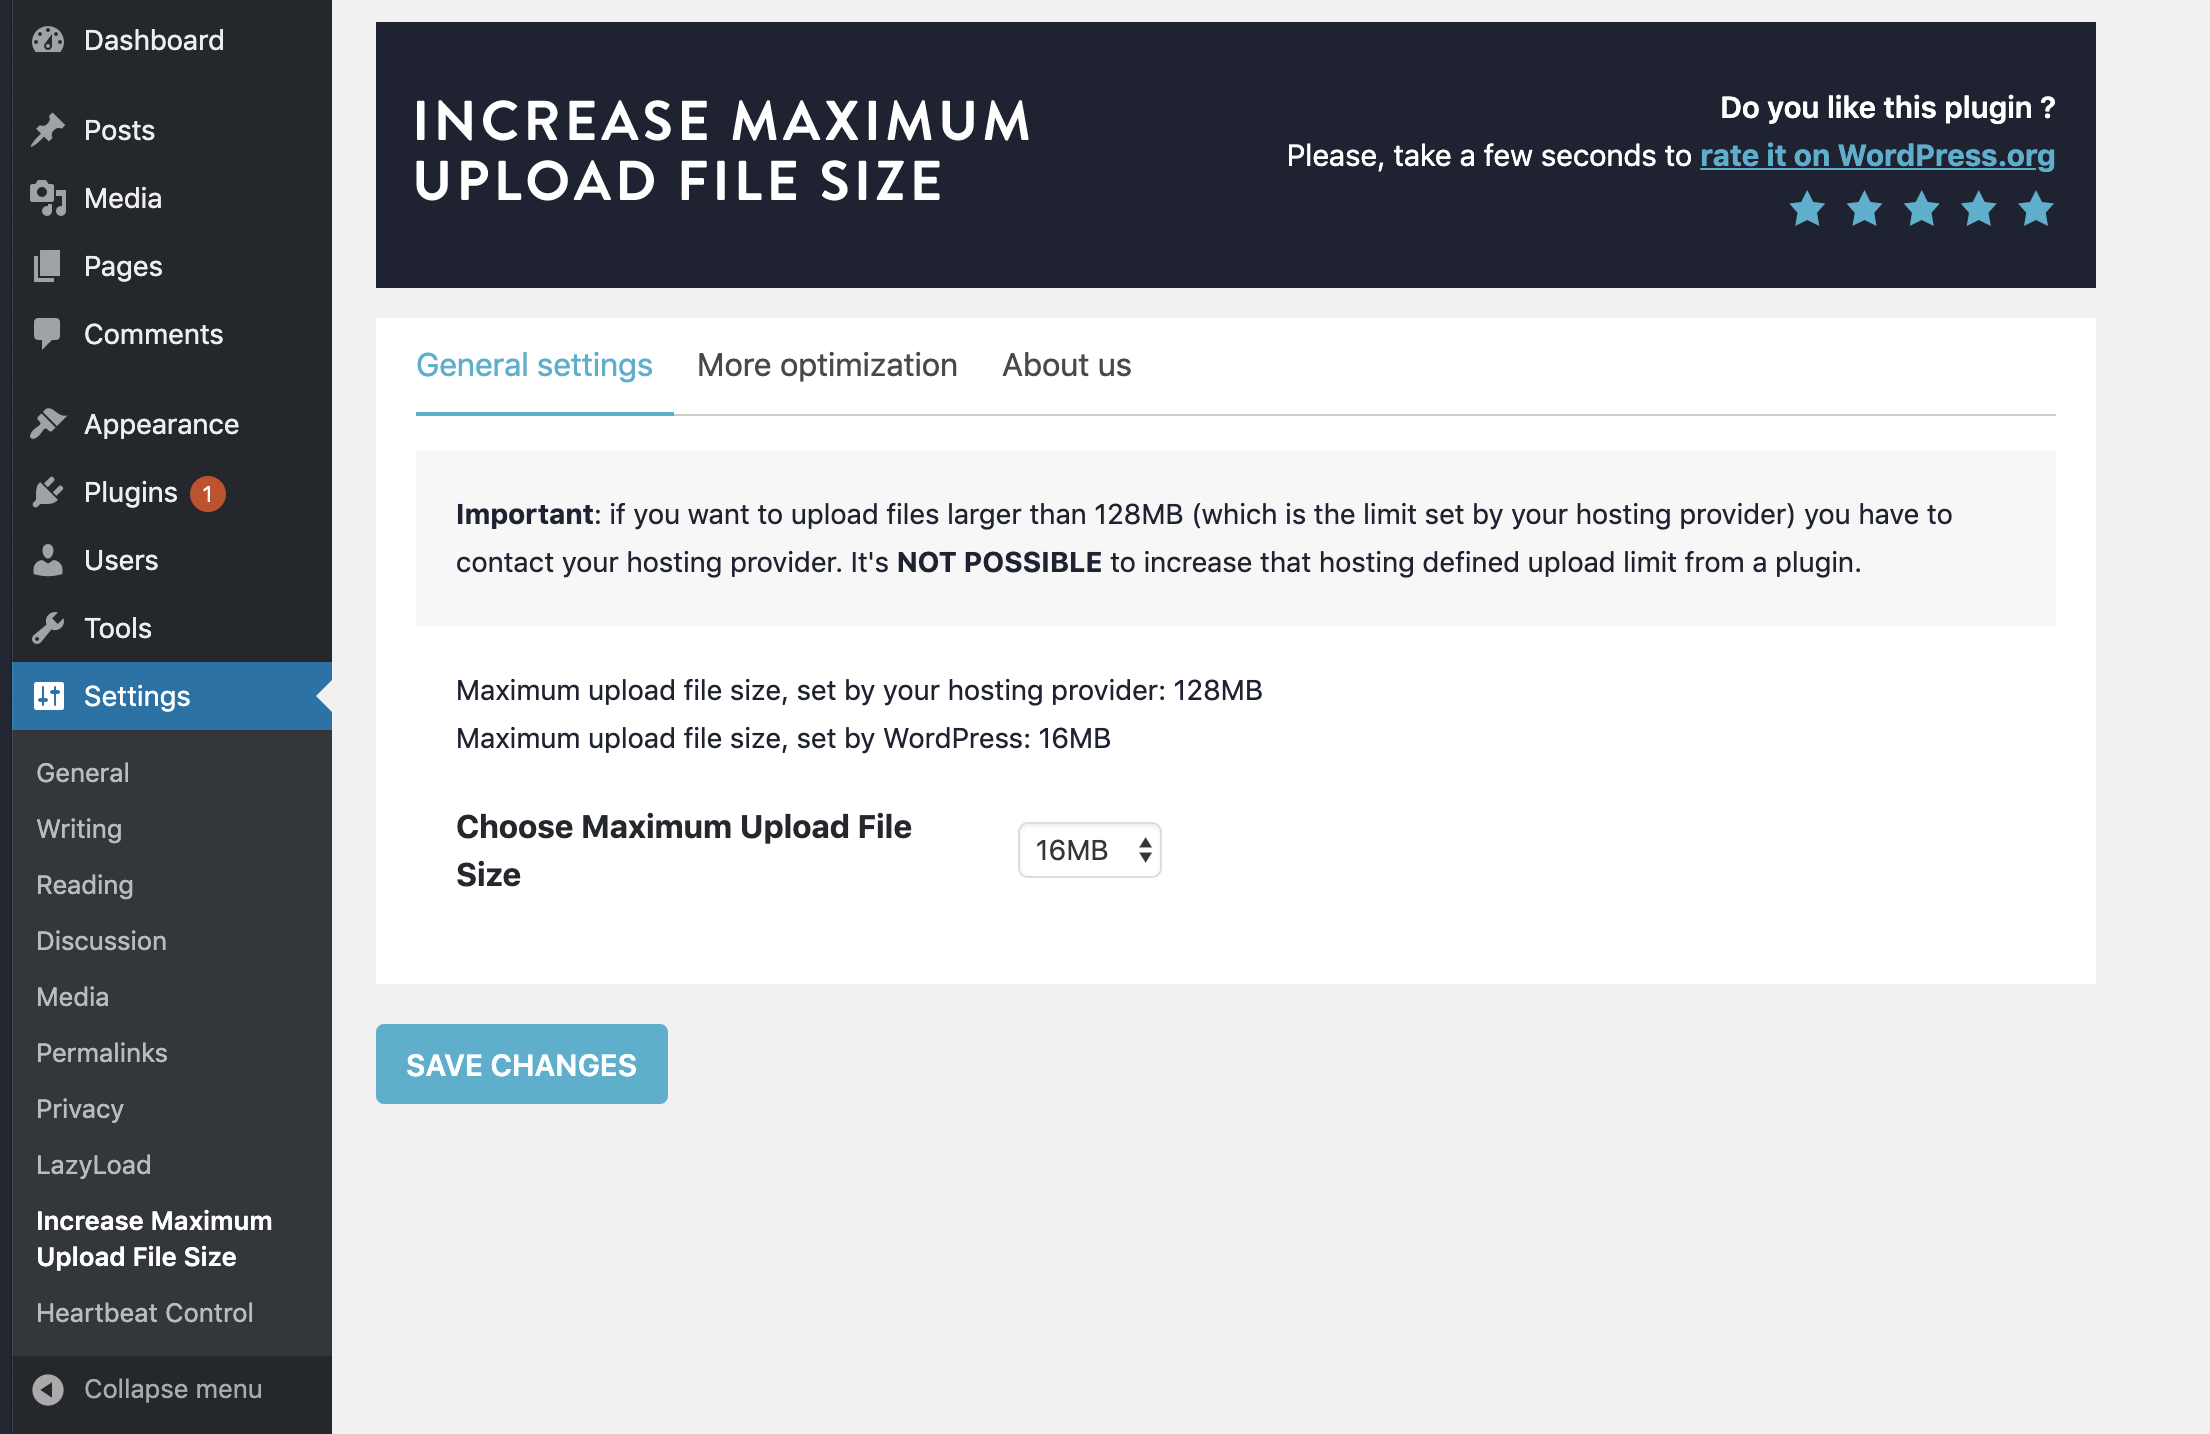 Dashboard
Posts
Media
Pages
Comments
Appearance
Plugins 1
Users
Tools
Settings
General
Writing
Reading
Discussion
Media
Permalinks
Privacy
LazyLoad
Increase Maximum
Upload File Size
Heartbeat Control
Collapse menu
INCREASE MAXIMUM
UPLOAD FILE SIZE
Do you like this plugin ?
Please, take a few seconds to rate it on WordPress.org
General settings More optimization About us
Important: if you want to upload files larger than 128MB (which is the limit set by your hosting provider) you have to
contact your hosting provider. It's NOT POSSIBLE to increase that hosting defined upload limit from a plugin.
Maximum upload file size, set by your hosting provider: 128MB
Maximum upload file size, set by WordPress: 16MB
Choose Maximum Upload File
Size
16MB
SAVE CHANGES